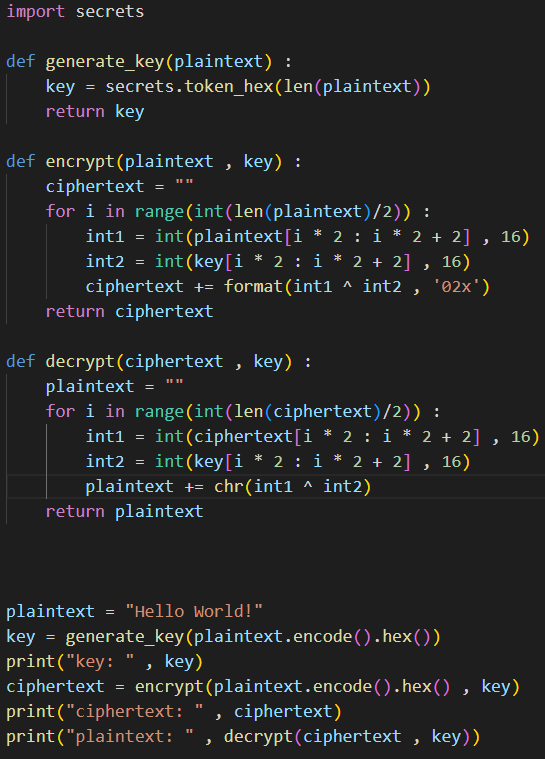 import secrets

def generate_key(plaintext) :
    key = secrets.token_hex(len(plaintext))
    return key

def encrypt(plaintext , key) :
    ciphertext = ""
    for i in range(int(len(plaintext)/2)) :
        int1 = int(plaintext[i * 2 : i * 2 + 2] , 16)
        int2 = int(key[i * 2 : i * 2 + 2] , 16)
        ciphertext += format(int1 ^ int2 , '02x')
    return ciphertext

def decrypt(ciphertext , key) :
    plaintext = ""
    for i in range(int(len(ciphertext)/2)) :
        int1 = int(ciphertext[i * 2 : i * 2 + 2] , 16)
        int2 = int(key[i * 2 : i * 2 + 2] , 16)
        plaintext += chr(int1 ^ int2)
    return plaintext

plaintext = "Hello World!"
key = generate_key(plaintext.encode().hex())
print("key: " , key)
ciphertext = encrypt(plaintext.encode().hex() , key)
print("ciphertext: " , ciphertext)
print("plaintext: " , decrypt(ciphertext , key))